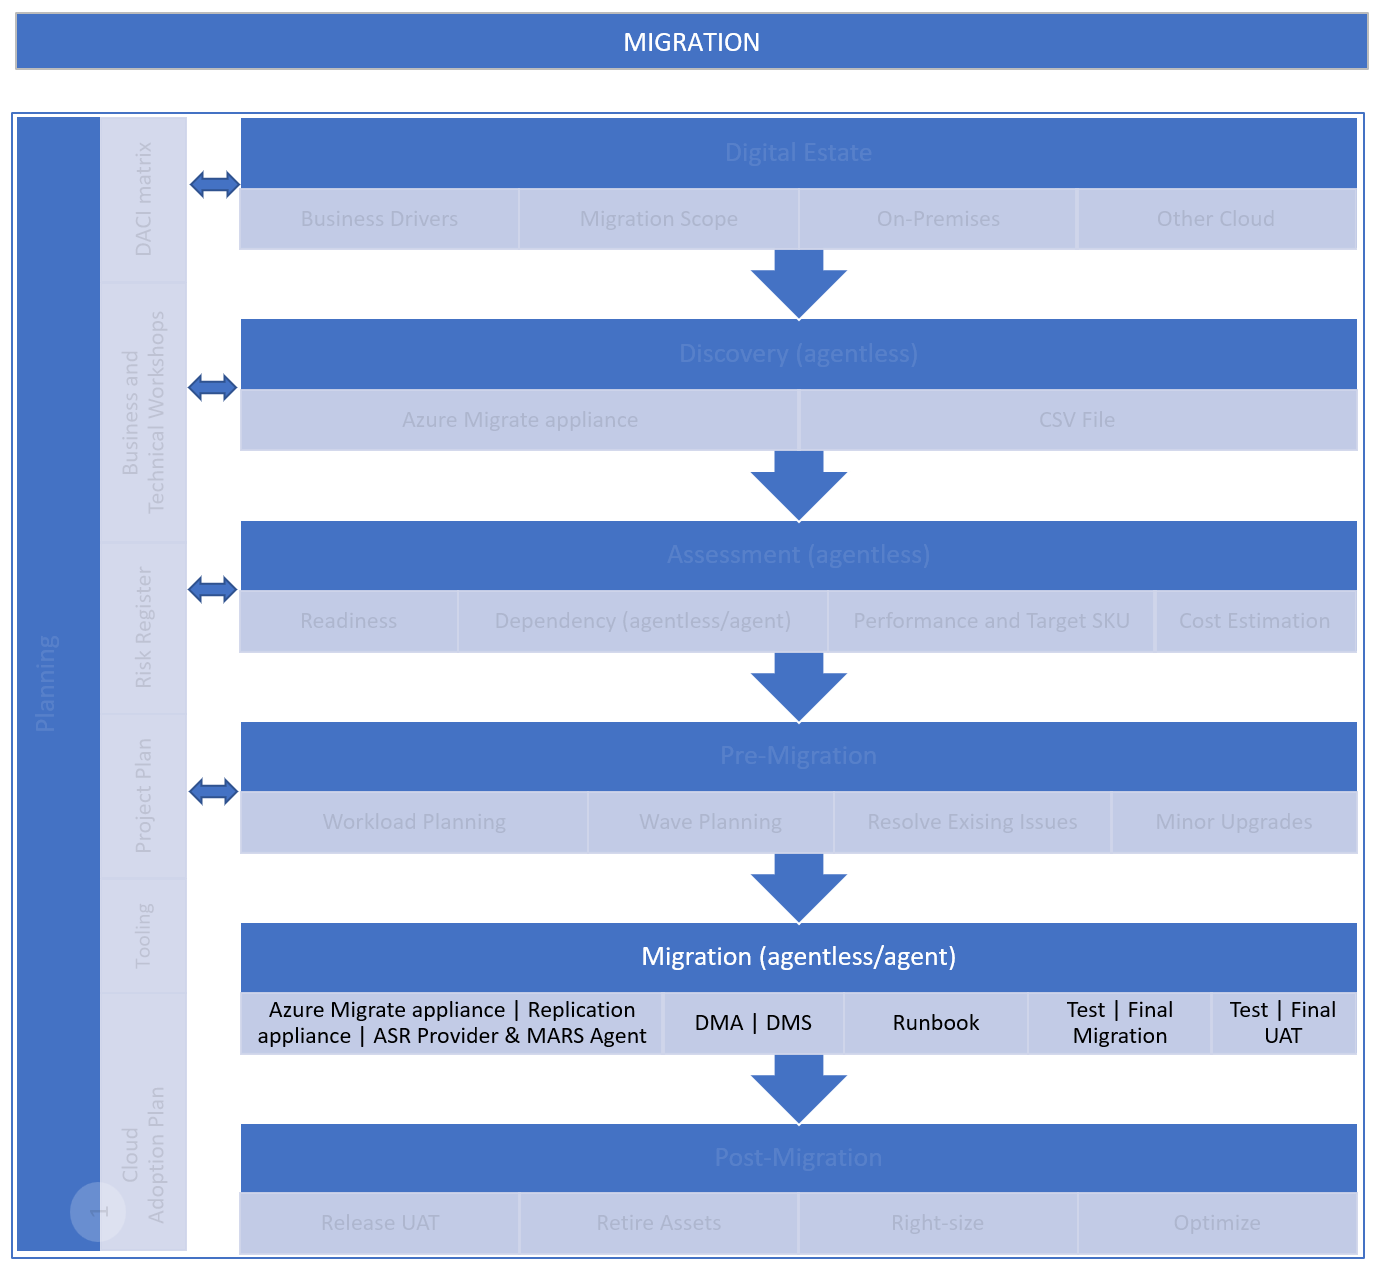 MIGRATION
Planning
DACI matrix
Business and
Technical Workshops
Risk Register
Project Plan
Tooling
Cloud
Adoption Plan
1
Digital Estate
Business Drivers
Migration Scope
On-Premises
Other Cloud
Discovery (agentless)
Azure Migrate appliance
CSV File
Assessment (agentless)
Readiness
Dependency (agentless/agent)
Performance and Target SKU
Cost Estimation
Pre-Migration
Workload Planning
Wave Planning
Resolve Exising Issues
Minor Upgrades
Migration (agentless/agent)
Azure Migrate appliance | Replication
appliance | ASR Provider & MARS Agent
DMA | DMS
Runbook
Test | Final
Migration
Test | Final
UAT
Post-Migration
Release UAT
Retire Assets
Right-size
Optimize